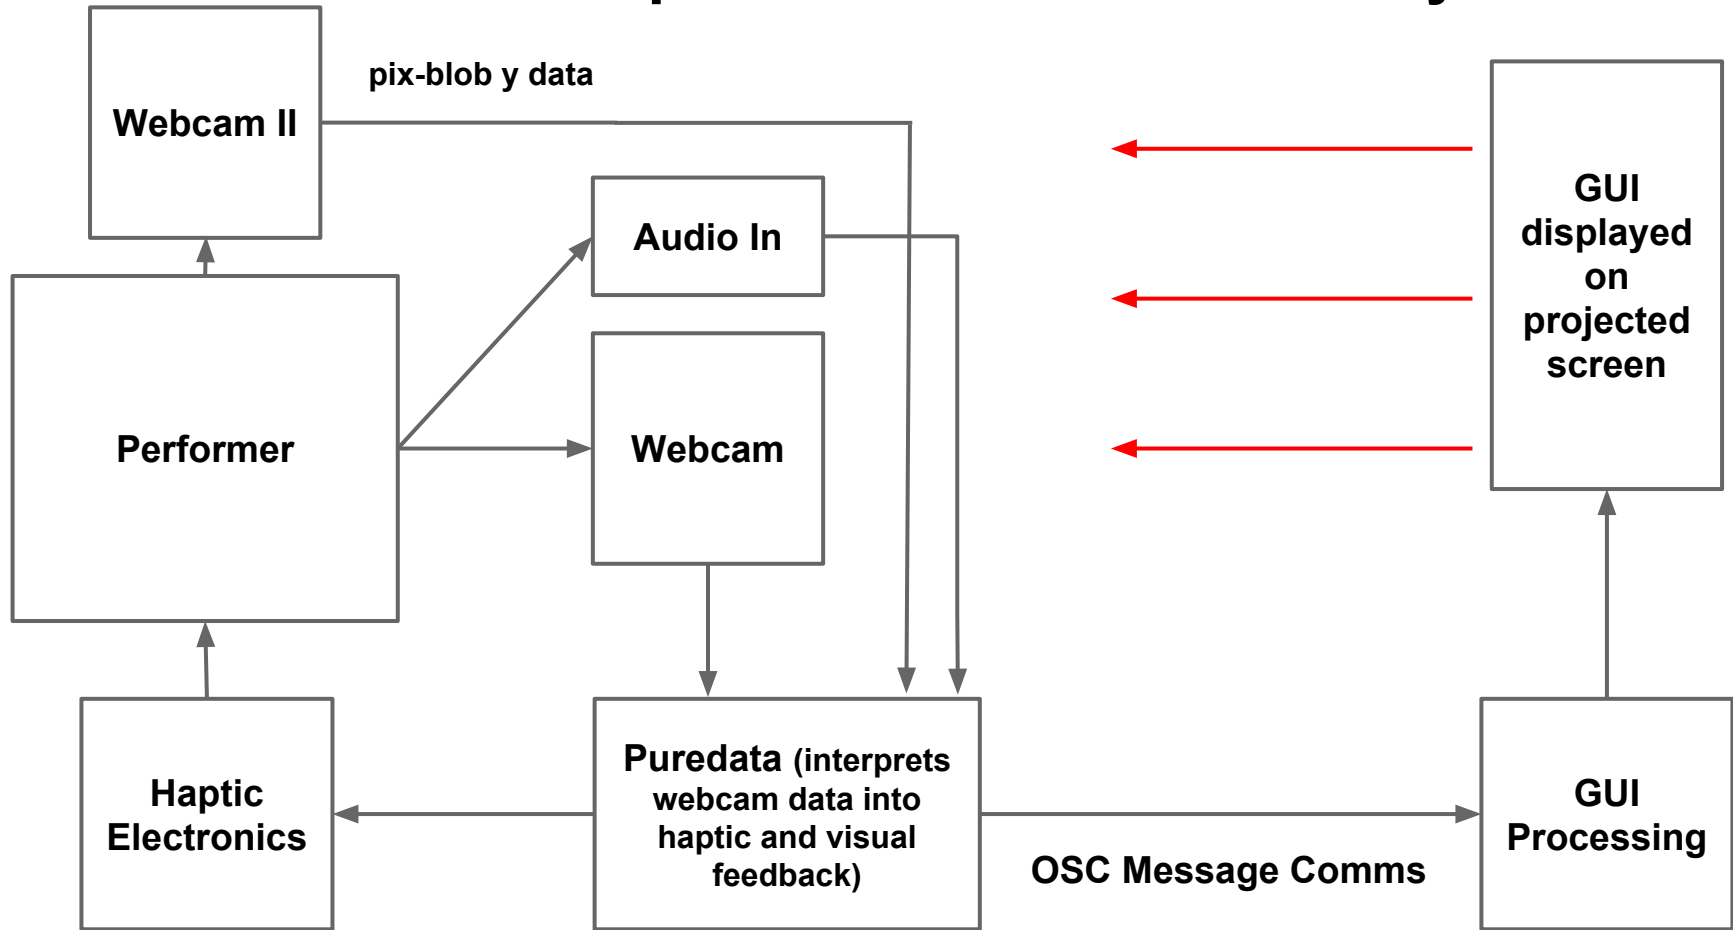 pix-blob y data
Webcam II
Audio In
GUI
displayed
on
projected
screen
Performer
Webcam
Haptic
Electronics
Puredata (interprets
webcam data into
haptic and visual
feedback)
OSC Message Comms
GUI
Processing